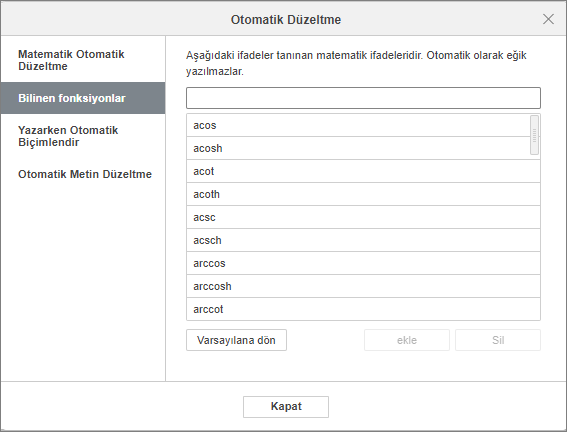 Otomatik Düzeltme
Matematik Otomatik
Düzeltme
Bilinen fonksiyonlar
Yazarken Otomatik
Biçimlendir
Otomatik Metin Düzeltme
Aşağıdaki ifadeler tanınan matematik ifadeleridir. Otomatik olarak eğik
yazılmazlar.
acos
acosh
acot
acoth
acsc
acsch
arccos
arccosh
arccot
Varsayılana dön
ekle
Sil
Kapat